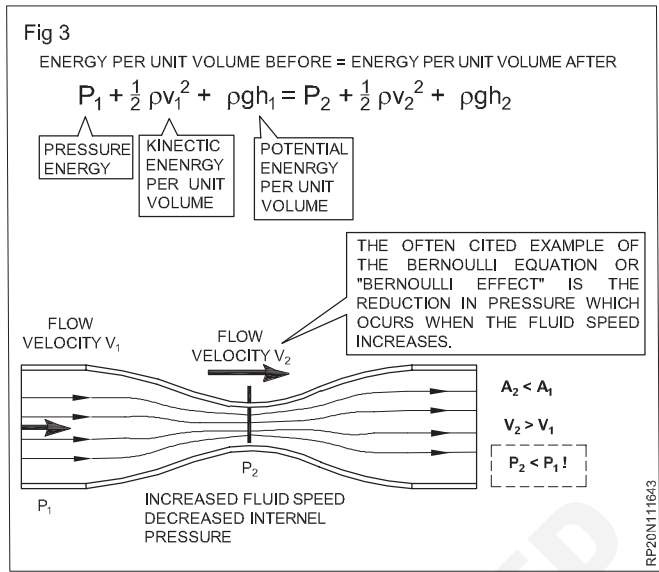 Fig 3
ENERGY PER UNIT VOLUME BEFORE = ENERGY PER UNIT VOLUME AFTER
P₁ + ½ ρv₁² + ρgh₁ = P₂ + ½ ρv₂² + ρgh₂
PRESSURE
ENERGY
KINECTIC
ENENRGY
PER UNIT
VOLUME
POTENTIAL
ENENRGY
PER UNIT
VOLUME
THE OFTEN CITED EXAMPLE OF
THE BERNOULLI EQUATION OR
"BERNOULLI EFFECT" IS THE
REDUCTION IN PRESSURE WHICH
OCURS WHEN THE FLUID SPEED
INCREASES.
FLOW
VELOCITY V₁
FLOW
VELOCITY V₂
A₂ < A₁
V₂ > V₁
P₂ < P₁ !
P₁
P₂
INCREASED FLUID SPEED
DECREASED INTERNEL
PRESSURE
RP20N111643